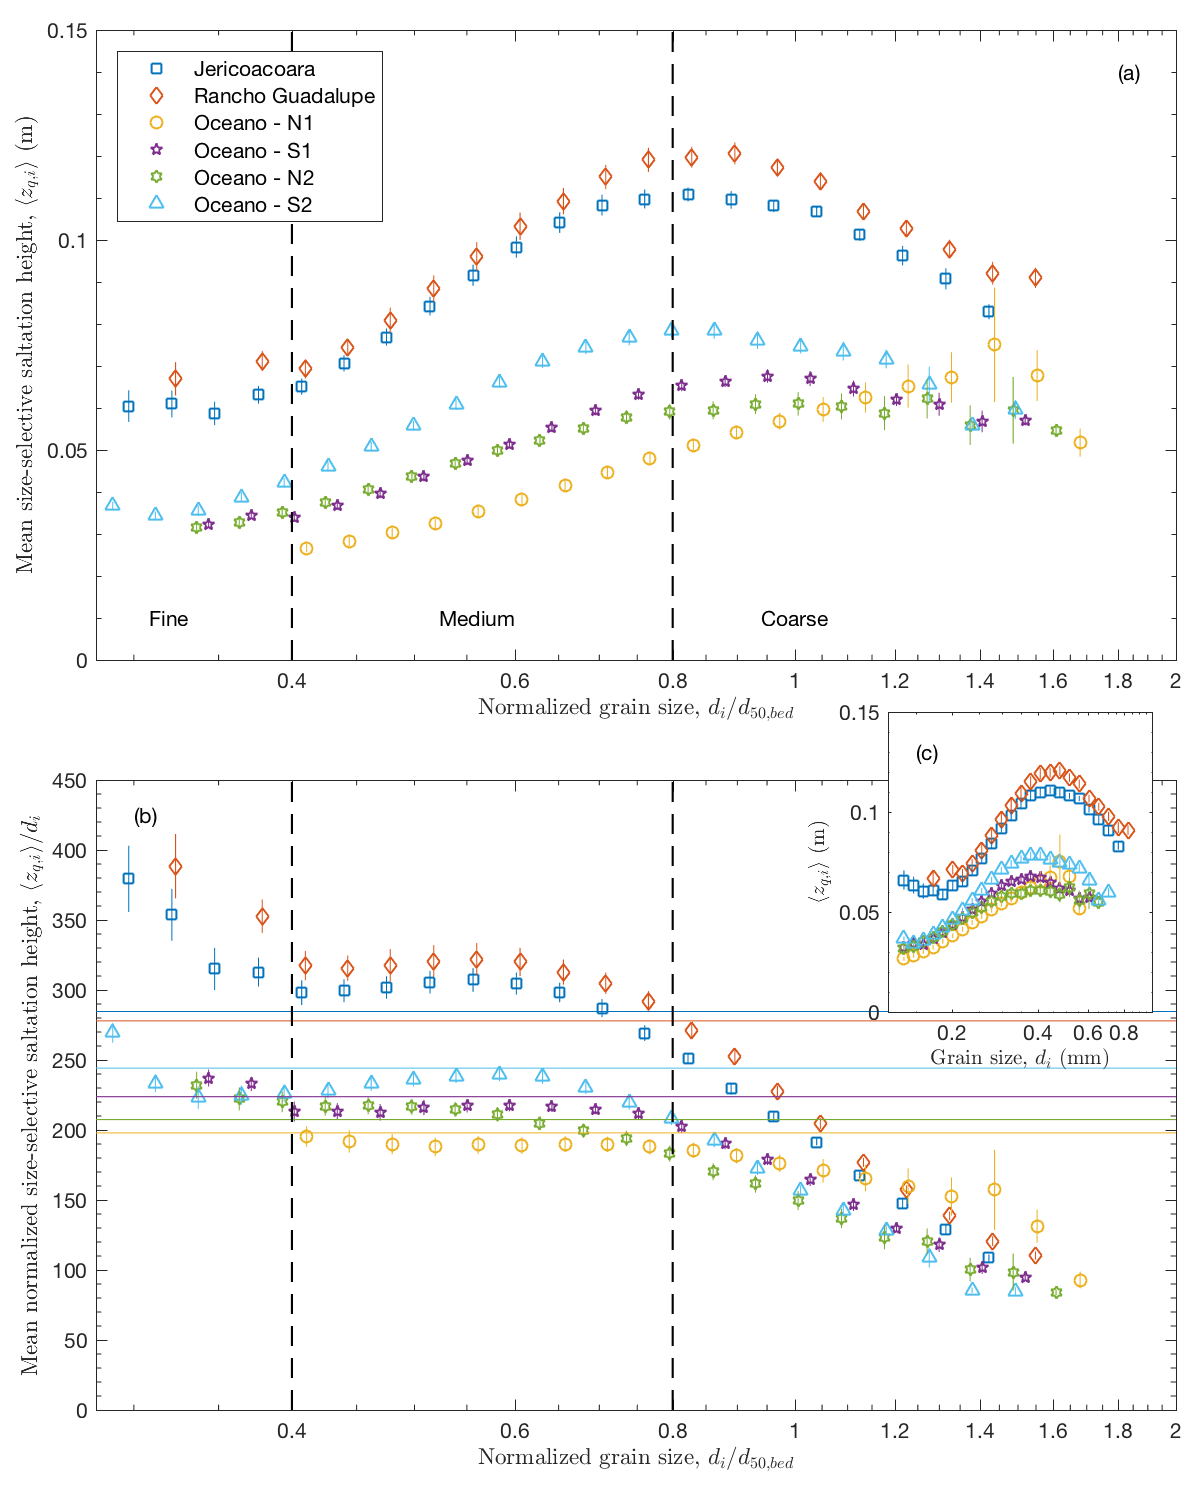 0.15
0.1
0.05
0
Mean size-selective saltation height, ⟨z_{q,i}⟩ (m)
Jericoacoara
Rancho Guadalupe
Oceano - N1
Oceano - S1
Oceano - N2
Oceano - S2
(a)
Fine
Medium
Coarse
0.4 0.6 0.8 1 1.2 1.4 1.6 1.8 2
Normalized grain size, d_i/d_{50,bed}
450
400
350
300
250
200
150
100
50
0
Mean normalized size-selective saltation height, ⟨z_{q,i}⟩/d_i
(b)
0.4 0.6 0.8 1 1.2 1.4 1.6 1.8 2
Normalized grain size, d_i/d_{50,bed}
0.15
0.1
0.05
0
⟨z_{q,i}⟩ (m)
(c)
0.2 0.4 0.6 0.8
Grain size, d_i (mm)